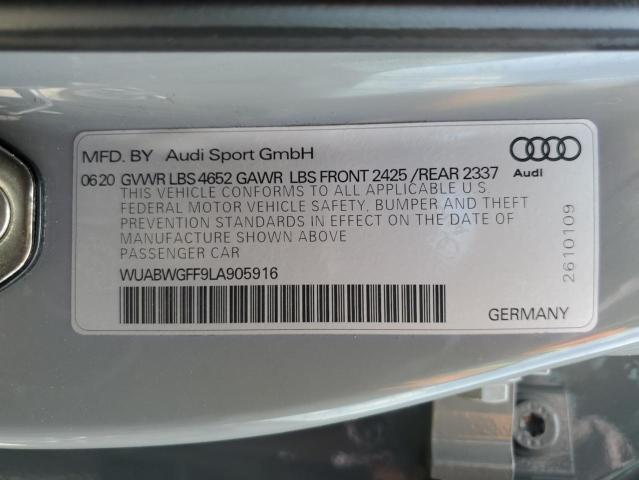 MFD. BY Audi Sport GmbH
Audi
0620 GVWR LBS 4652 GAWR LBS FRONT 2425 /REAR 2337
THIS VEHICLE CONFORMS TO ALL APPLICABLE U.S
FEDERAL MOTOR VEHICLE SAFETY, BUMPER AND THEFT
PREVENTION STANDARDS IN EFFECT ON THE DATE OF
MANUFACTURE SHOWN ABOVE
PASSENGER CAR
WUABWGFF9LA905916
2610109
GERMANY